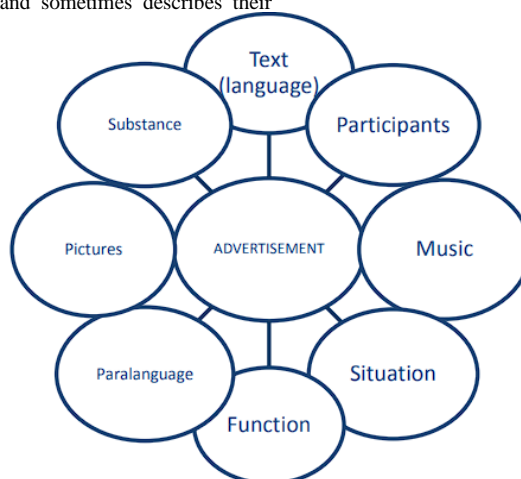 and sometimes describes their
Text
(language)
Substance
Participants
Pictures
ADVERTISEMENT
Music
Paralanguage
Situation
Function